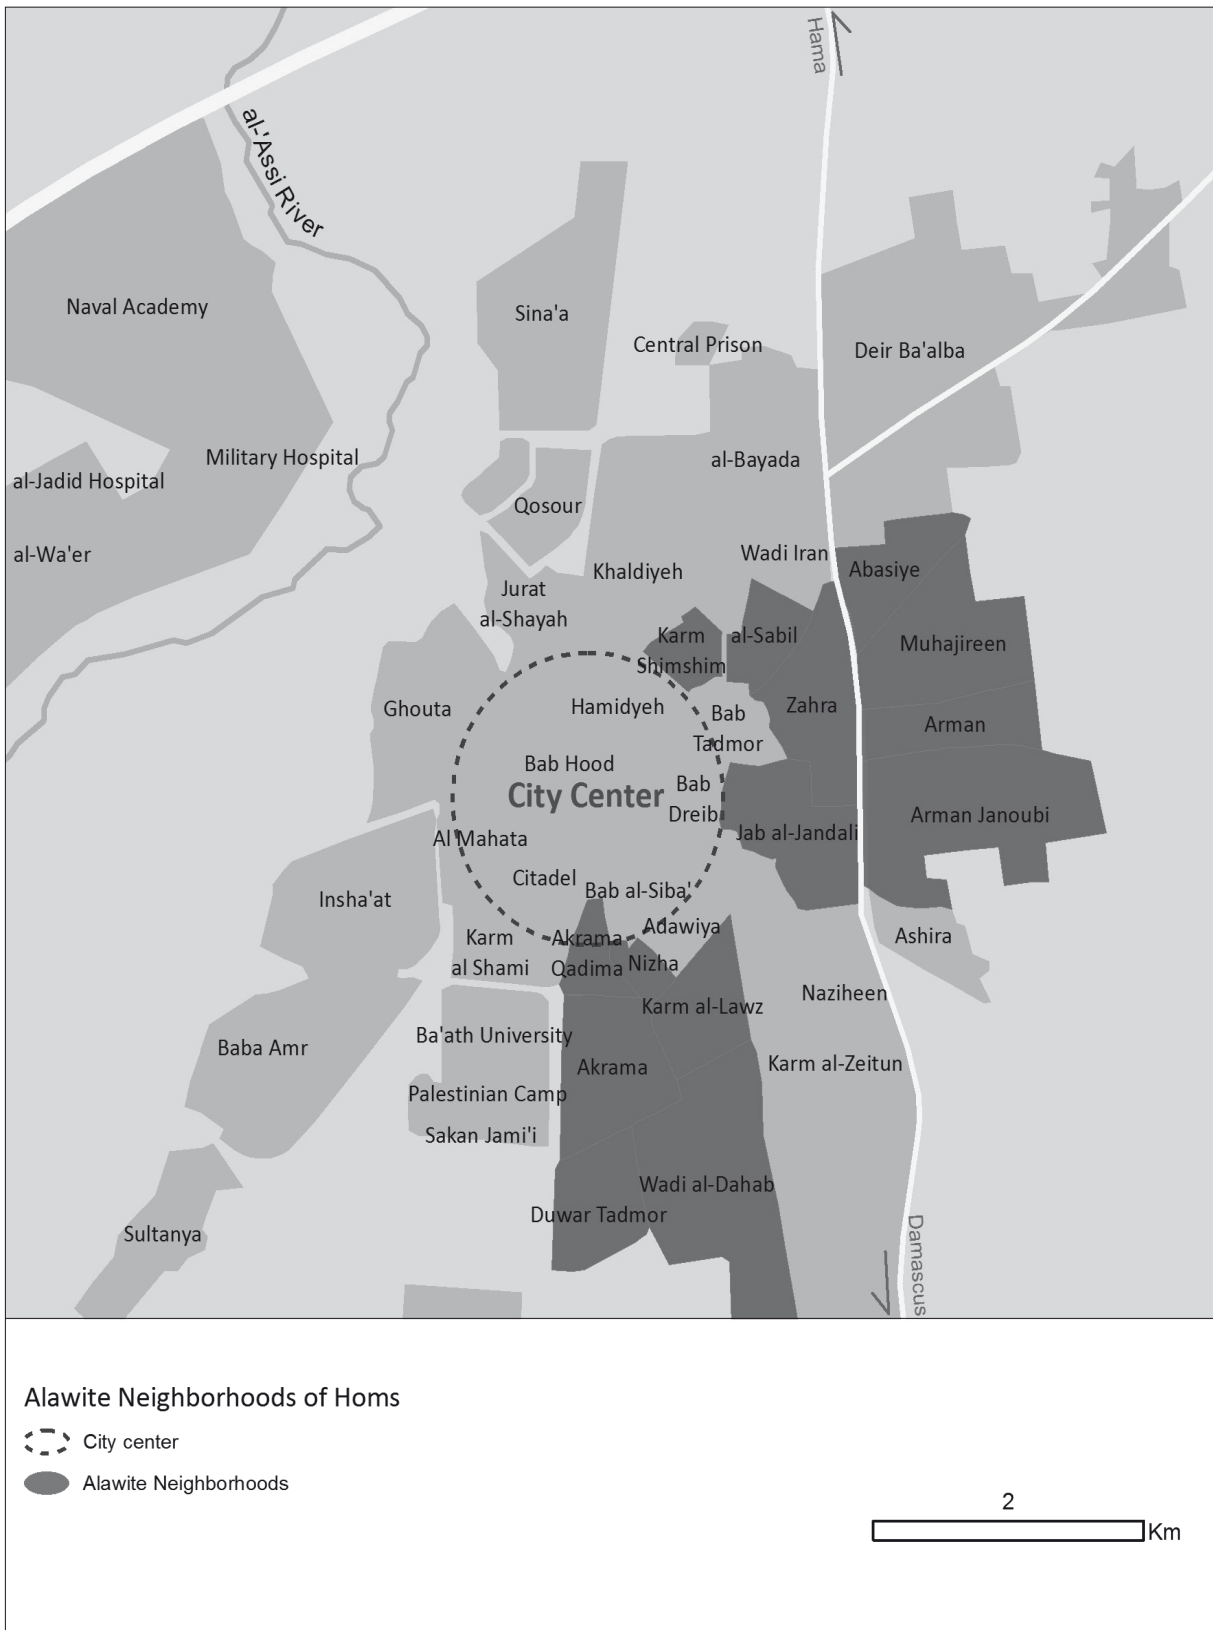 Hama
al-'Assi River
Naval Academy
Sina'a
Central Prison
Deir Ba'alba
Military Hospital
al-Bayada
al-Jadid Hospital
Qosour
al-Wa'er
Wadi Iran
Khaldiyeh
Abasiye
Jurat
al-Shayah
Karm
Shimshim
al-Sabil
Muhajireen
Ghouta
Hamidyeh
Bab
Tadmor
Zahra
Arman
Bab Hood
City Center
Bab
Dreib
Arman Janoubi
Al Mahata
Jab al-Jandali
Citadel
Bab al-Siba'
Insha'at
Adawiya
Ashira
Karm
al Shami
Akrama
Qadima
Nizha
Naziheen
Karm al-Lawz
Ba'ath University
Baba Amr
Akrama
Karm al-Zeitun
Palestinian Camp
Sakan Jami'i
Wadi al-Dahab
Duwar Tadmor
Sultanya
Damascus
Alawite Neighborhoods of Homs
City center
Alawite Neighborhoods
2
Km